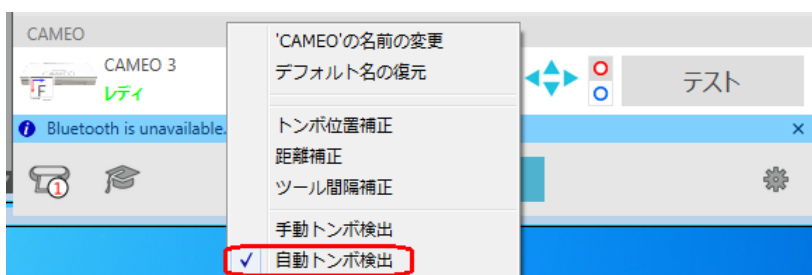 CAMEO
CAMEO 3
レディ
F
テスト
Bluetooth is unavailable.
1
'CAMEO'の名前の変更
デフォルト名の復元
トンボ位置補正
距離補正
ツール間隔補正
手動トンボ検出
自動トンボ検出